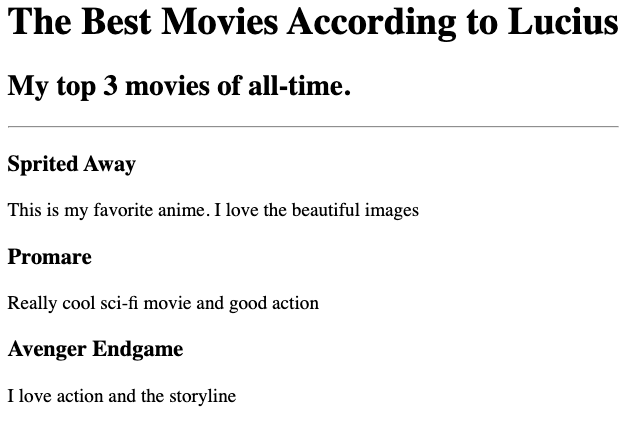 The Best Movies According to Lucius
My top 3 movies of all-time.
Sprited Away
This is my favorite anime. I love the beautiful images
Promare
Really cool sci-fi movie and good action
Avenger Endgame
I love action and the storyline